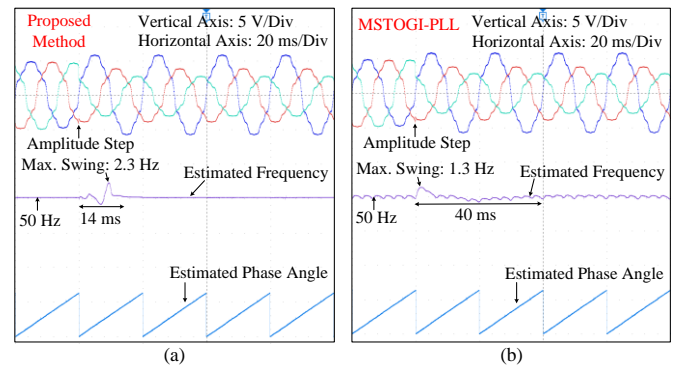 Proposed
Method
Vertical Axis: 5 V/Div
Horizontal Axis: 20 ms/Div
Amplitude Step
Max. Swing: 2.3 Hz
Estimated Frequency
50 Hz
14 ms
Estimated Phase Angle
(a)
MSTOGI-PLL
Vertical Axis: 5 V/Div
Horizontal Axis: 20 ms/Div
Amplitude Step
Max. Swing: 1.3 Hz
Estimated Frequency
50 Hz
40 ms
Estimated Phase Angle
(b)